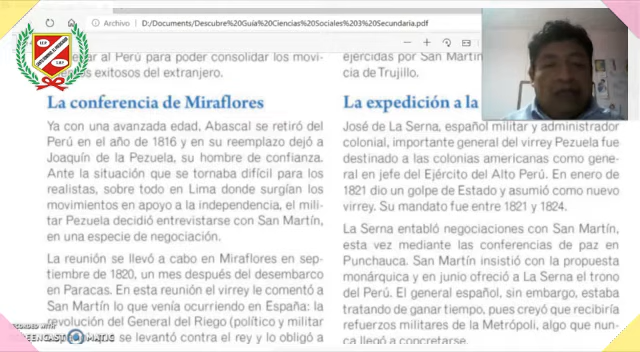 Archivo
D:/Documents/Descubre%20Guía%20Ciencias%20Sociales%203%20Secundaria.pdf
al Perú para poder consolidar los movi-
os exitosos del extranjero.
La conferencia de Miraflores
Ya con una avanzada edad, Abascal se retiró del
Perú en el año de 1816 y en su reemplazo dejó a
Joaquín de la Pezuela, su hombre de confianza.
Ante la situación que se tornaba difícil para los
realistas, sobre todo en Lima donde surgían los
movimientos en apoyo a la independencia, el mili-
tar Pezuela decidió entrevistarse con San Martín,
en una especie de negociación.
La reunión se llevó a cabo en Miraflores en sep-
tiembre de 1820, un mes después del desembarco
en Paracas. En esta reunión el virrey le comentó a
San Martín lo que venía ocurriendo en España: la
revolución del General del Riego (político y militar
se levantó contra el rey y lo obligó a
ejercidas por San Martín
cia de Trujillo.
La expedición a la
José de La Serna, español militar y administrador
colonial, importante general del virrey Pezuela fue
destinado a las colonias americanas como gene-
ral en jefe del Ejército del Alto Perú. En enero de
1821 dio un golpe de Estado y asumió como nuevo
virrey. Su mandato fue entre 1821 y 1824.
La Serna entabló negociaciones con San Martín,
esta vez mediante las conferencias de paz en
Punchauca. San Martín insistió con la propuesta
monárquica y en junio ofreció a La Serna el trono
del Perú. El general español, sin embargo, estaba
tratando de ganar tiempo, pues creyó que recibiría
refuerzos militares de la Metrópoli, algo que nun-
ca llegó a concretarse.
RECORDED WITH
SCREENCAST MATIC